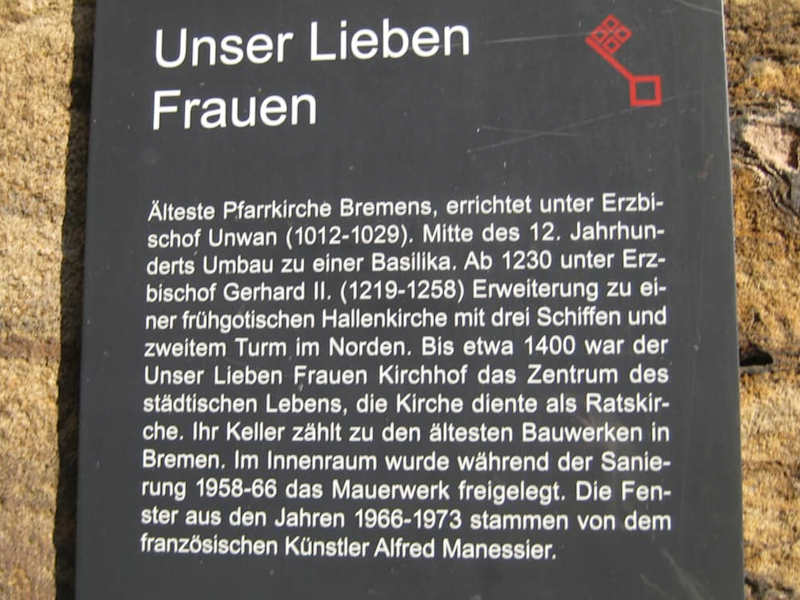 Unser Lieben
Frauen
Älteste Pfarrkirche Bremens, errichtet unter Erzbi-
schof Unwan (1012-1029). Mitte des 12. Jahrhun-
derts Umbau zu einer Basilika. Ab 1230 unter Erz-
bischof Gerhard II. (1219-1258) Erweiterung zu ei-
ner frühgotischen Hallenkirche mit drei Schiffen und
zweitem Turm im Norden. Bis etwa 1400 war der
Unser Lieben Frauen Kirchhof das Zentrum des
städtischen Lebens, die Kirche diente als Ratskir-
che. Ihr Keller zählt zu den ältesten Bauwerken in
Bremen. Im Innenraum wurde während der Sanie-
rung 1958-66 das Mauerwerk freigelegt. Die Fen-
ster aus den Jahren 1966-1973 stammen von dem
französischen Künstler Alfred Manessier.